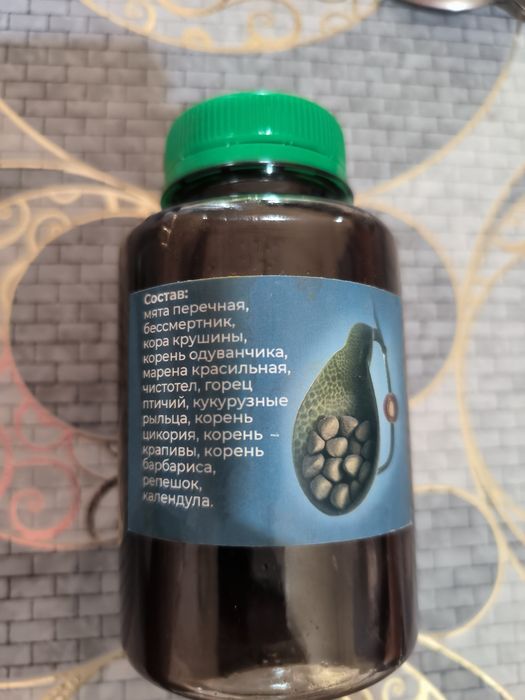 Состав:
мята перечная,
бессмертник,
кора крушины,
корень одуванчика,
марена красильная,
чистотел, горец
птичий, кукурузные
рыльца, корень
цикория, корень -
крапивы, корень
барбариса,
репешок,
календула.